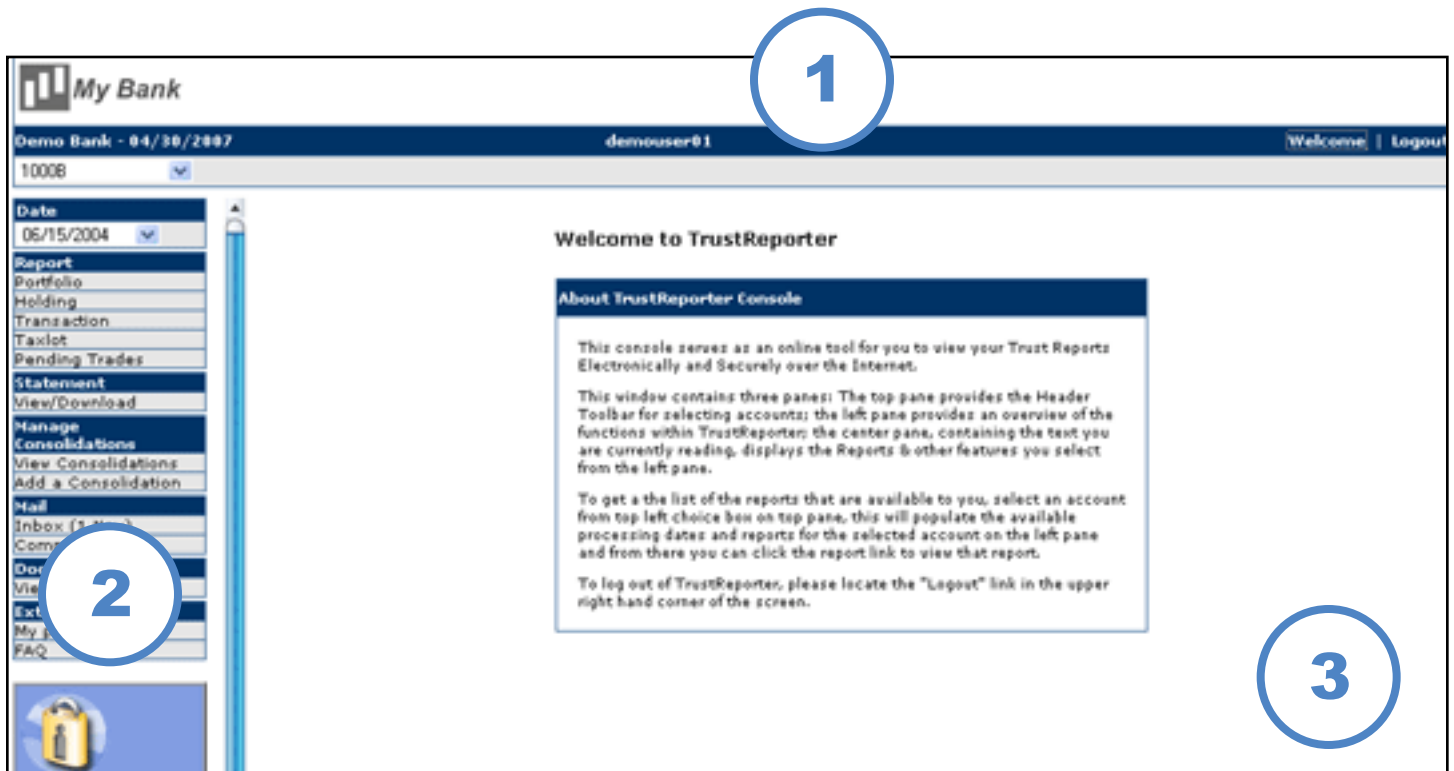 1
My Bank
Demo Bank - 04/30/2007 demouser01 Welcome | Logout
1000B
Date
06/15/2004
Report
Portfolio
Holding
Transaction
Taxlot
Pending Trades
Statement
View/Download
Manage
Consolidations
View Consolidations
Add a Consolidation
Mail
Inbox (1
2
My
FAQ
Welcome to TrustReporter
About TrustReporter Console
This console serves as an online tool for you to view your Trust Reports
Electronically and Securely over the Internet.
This window contains three panes: The top pane provides the Header
Toolbar for selecting accounts; the left pane provides an overview of the
functions within TrustReporter; the center pane, containing the text you
are currently reading, displays the Reports & other features you select
from the left pane.
To get a the list of the reports that are available to you, select an account
from top left choice box on top pane, this will populate the available
processing dates and reports for the selected account on the left pane
and from there you can click the report link to view that report.
To log out of TrustReporter, please locate the "Logout" link in the upper
right hand corner of the screen.
3